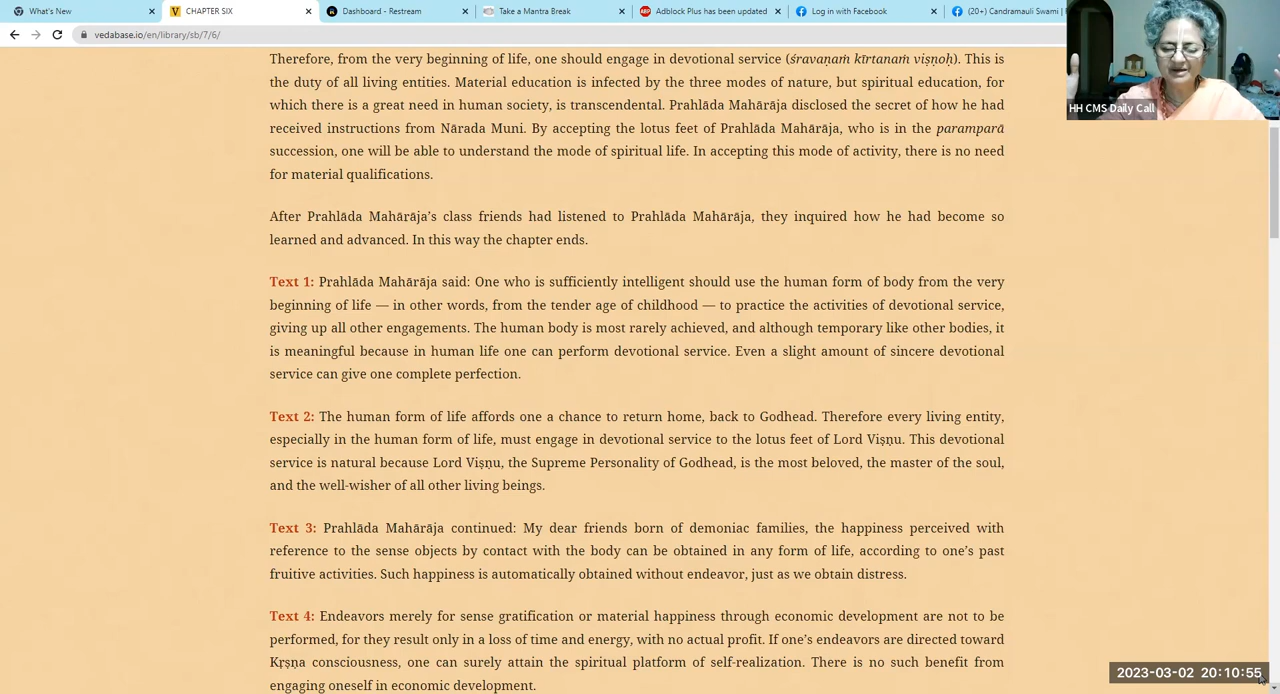 What's New
CHAPTER SIX
Dashboard - Restream
Take a Mantra Break
Adblock Plus has been updated
Log in with Facebook
(20+) Candramauli Swami |
vedabase.io/en/library/sb/7/6/
HH CMS Daily Call
Therefore, from the very beginning of life, one should engage in devotional service (śravaṇaṁ kīrtanaṁ viṣṇoḥ). This is
the duty of all living entities. Material education is infected by the three modes of nature, but spiritual education, for
which there is a great need in human society, is transcendental. Prahlāda Mahārāja disclosed the secret of how he had
received instructions from Nārada Muni. By accepting the lotus feet of Prahlāda Mahārāja, who is in the paramparā
succession, one will be able to understand the mode of spiritual life. In accepting this mode of activity, there is no need
for material qualifications.
After Prahlāda Mahārāja’s class friends had listened to Prahlāda Mahārāja, they inquired how he had become so
learned and advanced. In this way the chapter ends.
Text 1: Prahlāda Mahārāja said: One who is sufficiently intelligent should use the human form of body from the very
beginning of life — in other words, from the tender age of childhood — to practice the activities of devotional service,
giving up all other engagements. The human body is most rarely achieved, and although temporary like other bodies, it
is meaningful because in human life one can perform devotional service. Even a slight amount of sincere devotional
service can give one complete perfection.
Text 2: The human form of life affords one a chance to return home, back to Godhead. Therefore every living entity,
especially in the human form of life, must engage in devotional service to the lotus feet of Lord Viṣṇu. This devotional
service is natural because Lord Viṣṇu, the Supreme Personality of Godhead, is the most beloved, the master of the soul,
and the well-wisher of all other living beings.
Text 3: Prahlāda Mahārāja continued: My dear friends born of demoniac families, the happiness perceived with
reference to the sense objects by contact with the body can be obtained in any form of life, according to one’s past
fruitive activities. Such happiness is automatically obtained without endeavor, just as we obtain distress.
Text 4: Endeavors merely for sense gratification or material happiness through economic development are not to be
performed, for they result only in a loss of time and energy, with no actual profit. If one’s endeavors are directed toward
Kṛṣṇa consciousness, one can surely attain the spiritual platform of self-realization. There is no such benefit from
engaging oneself in economic development.
2023-03-02 20:10:55